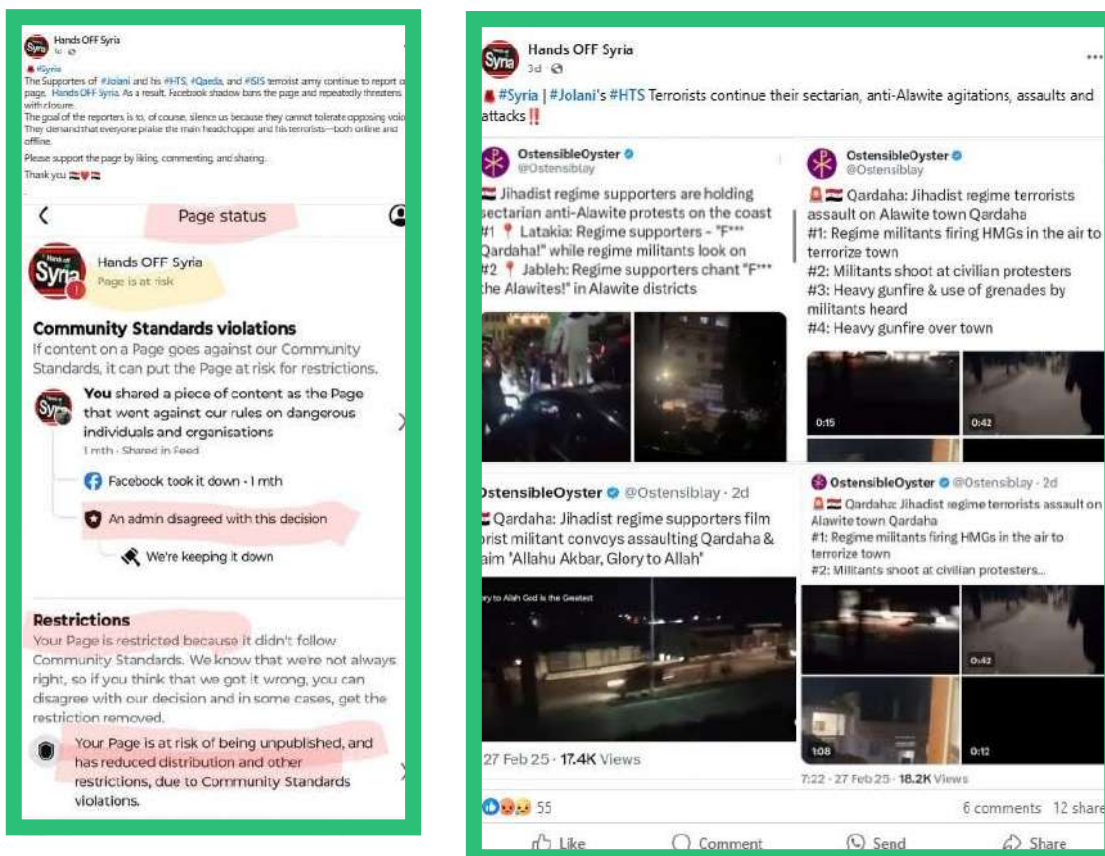 Hands OFF Syria
#Syria
The Supporters of #Jolani and his #HTS, #Qaeda, and #ISIS terrorist army continue to report o
page, Hands OFF Syria. As a result, Facebook shadow bans the page and repeatedly threatens
with closure.
The goal of the reporters is to, of course, silence us because they cannot tolerate opposing voic
They demand that everyone praise the main headchopper and his terrorists—both online and
offline.
Please support the page by liking, commenting, and sharing.
Thank you
Page status
Hands OFF Syria
Page is at risk
Community Standards violations
If content on a Page goes against our Community
Standards, it can put the Page at risk for restrictions.
You shared a piece of content as the Page
that went against our rules on dangerous
individuals and organisations
1 mth · Shared in Feed
Facebook took it down · 1 mth
An admin disagreed with this decision
We're keeping it down
Restrictions
Your Page is restricted because it didn't follow
Community Standards. We know that we're not always
right, so if you think that we got it wrong, you can
disagree with our decision and in some cases, get the
restriction removed.
Your Page is at risk of being unpublished, and
has reduced distribution and other
restrictions, due to Community Standards
violations.
Hands OFF Syria
3d
#Syria | #Jolani's #HTS Terrorists continue their sectarian, anti-Alawite agitations, assaults and
attacks‼
OstensibleOyster
@Ostensiblay
Jihadist regime supporters are holding
sectarian anti-Alawite protests on the coast
#1 📍 Latakia: Regime supporters - "F***
Qardaha!" while regime militants look on
#2 📍 Jableh: Regime supporters chant "F***
the Alawites!" in Alawite districts
OstensibleOyster
@Ostensiblay
Qardaha: Jihadist regime terrorists
assault on Alawite town Qardaha
#1: Regime militants firing HMGs in the air to
terrorize town
#2: Militants shoot at civilian protesters
#3: Heavy gunfire & use of grenades by
militants heard
#4: Heavy gunfire over town
0:15
0:42
OstensibleOyster @Ostensiblay · 2d
Qardaha: Jihadist regime supporters film
orist militant convoys assaulting Qardaha &
aim "Allahu Akbar, Glory to Allah"
ry to Allah God is the Greatest
27 Feb 25 · 17.4K Views
OstensibleOyster @Ostensiblay · 2d
Qardaha: Jihadist regime terrorists assault on
Alawite town Qardaha
#1: Regime militants firing HMGs in the air to
terrorize town
#2: Militants shoot at civilian protesters...
0:42
1:08
0:12
7:22 · 27 Feb 25 · 18.2K Views
55
6 comments 12 share
Like
Comment
Send
Share